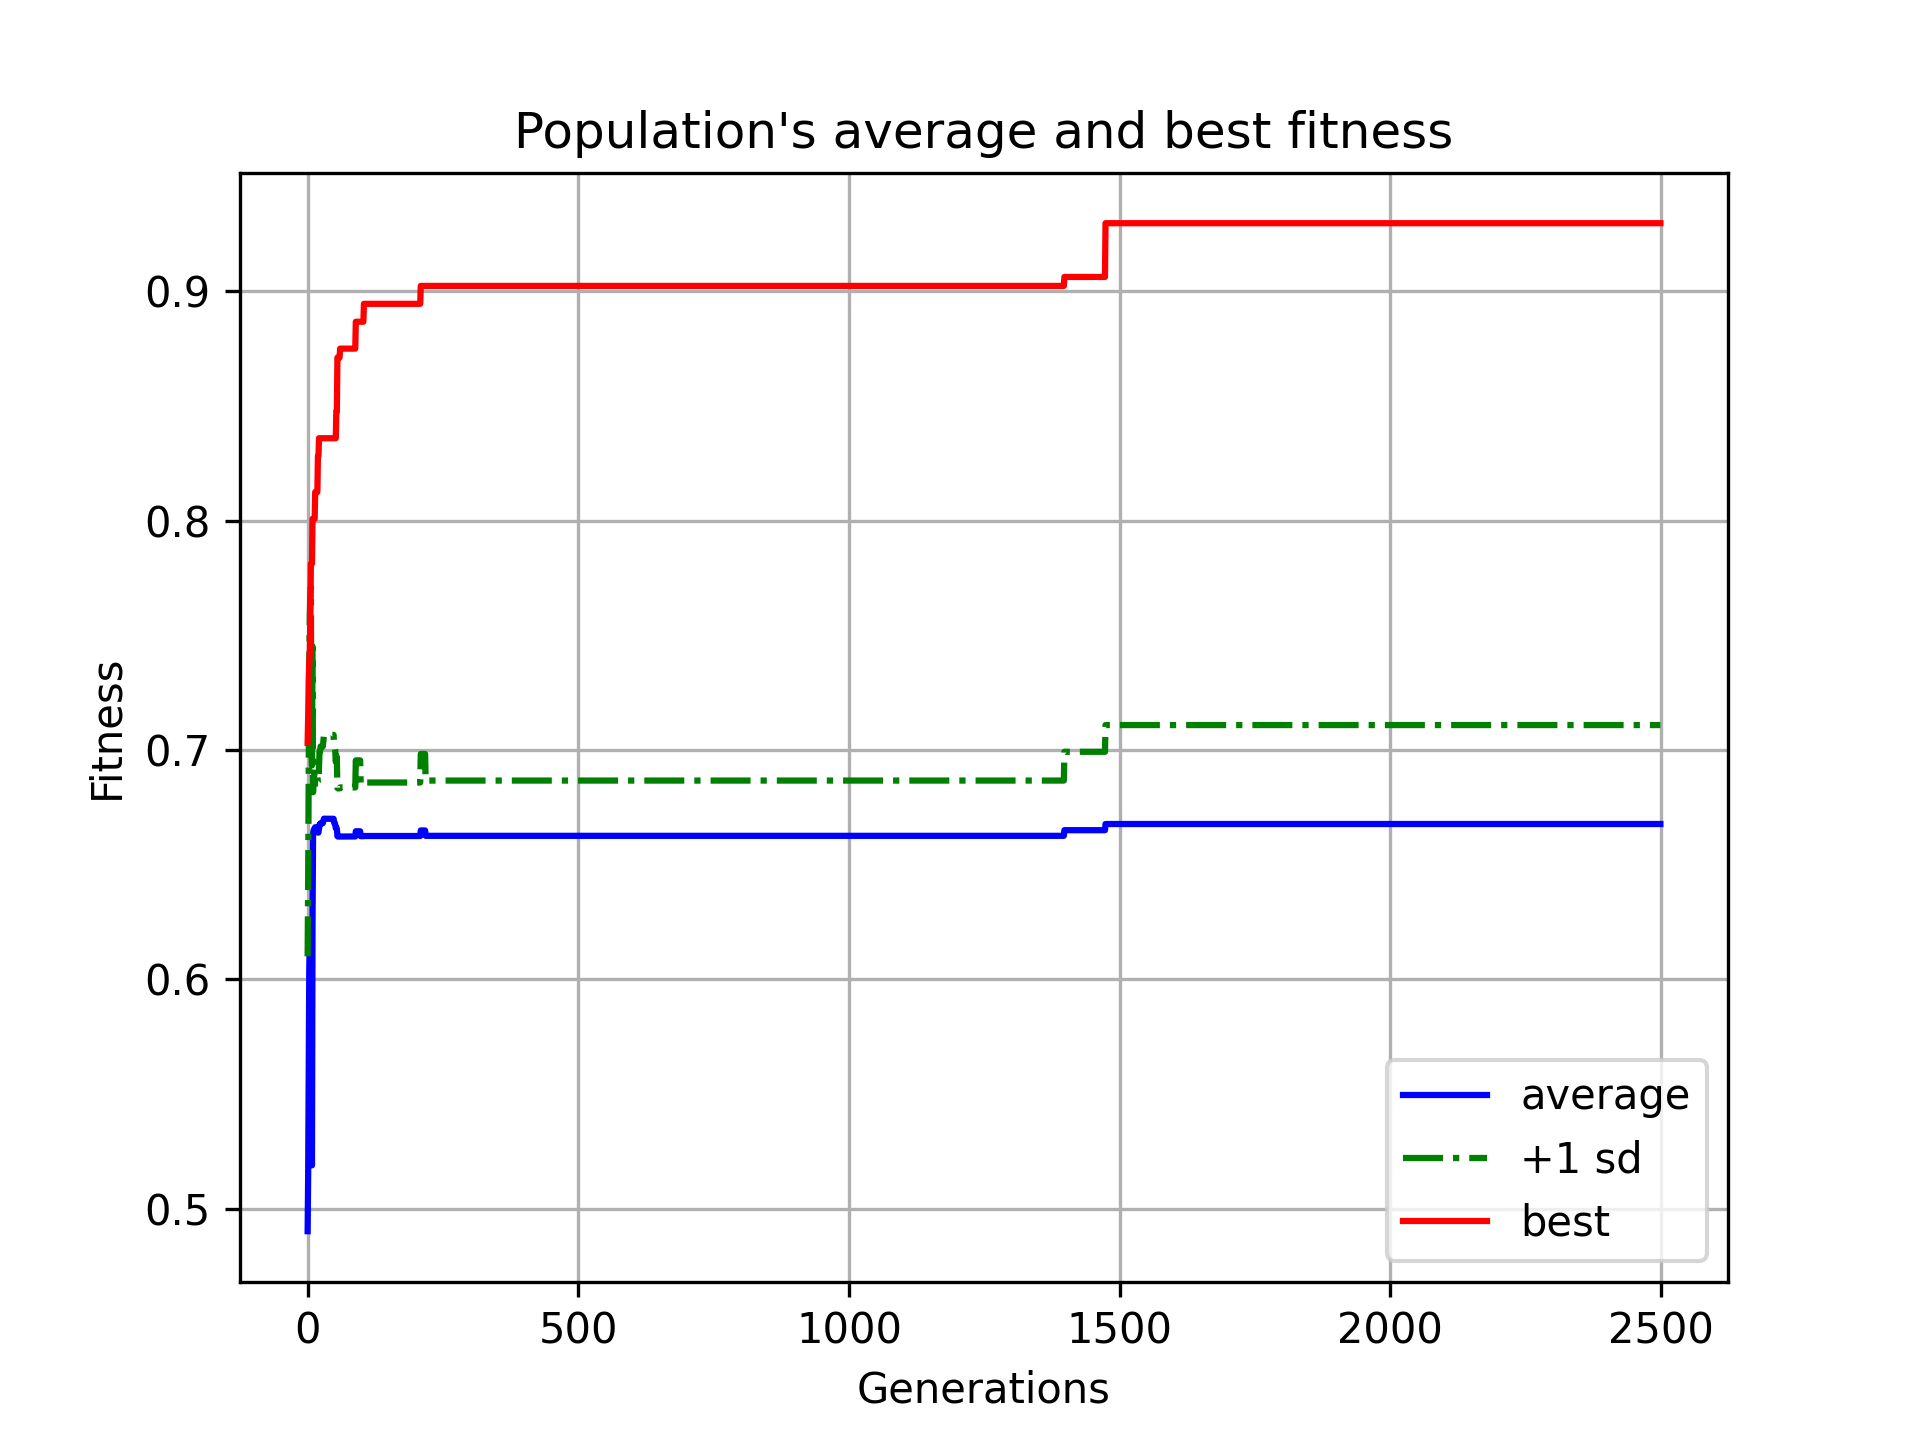 Population's average and best fitness
Fitness
0.9
0.8
0.7
0.6
0.5
0 500 1000 1500 2000 2500
Generations
average
+1 sd
best